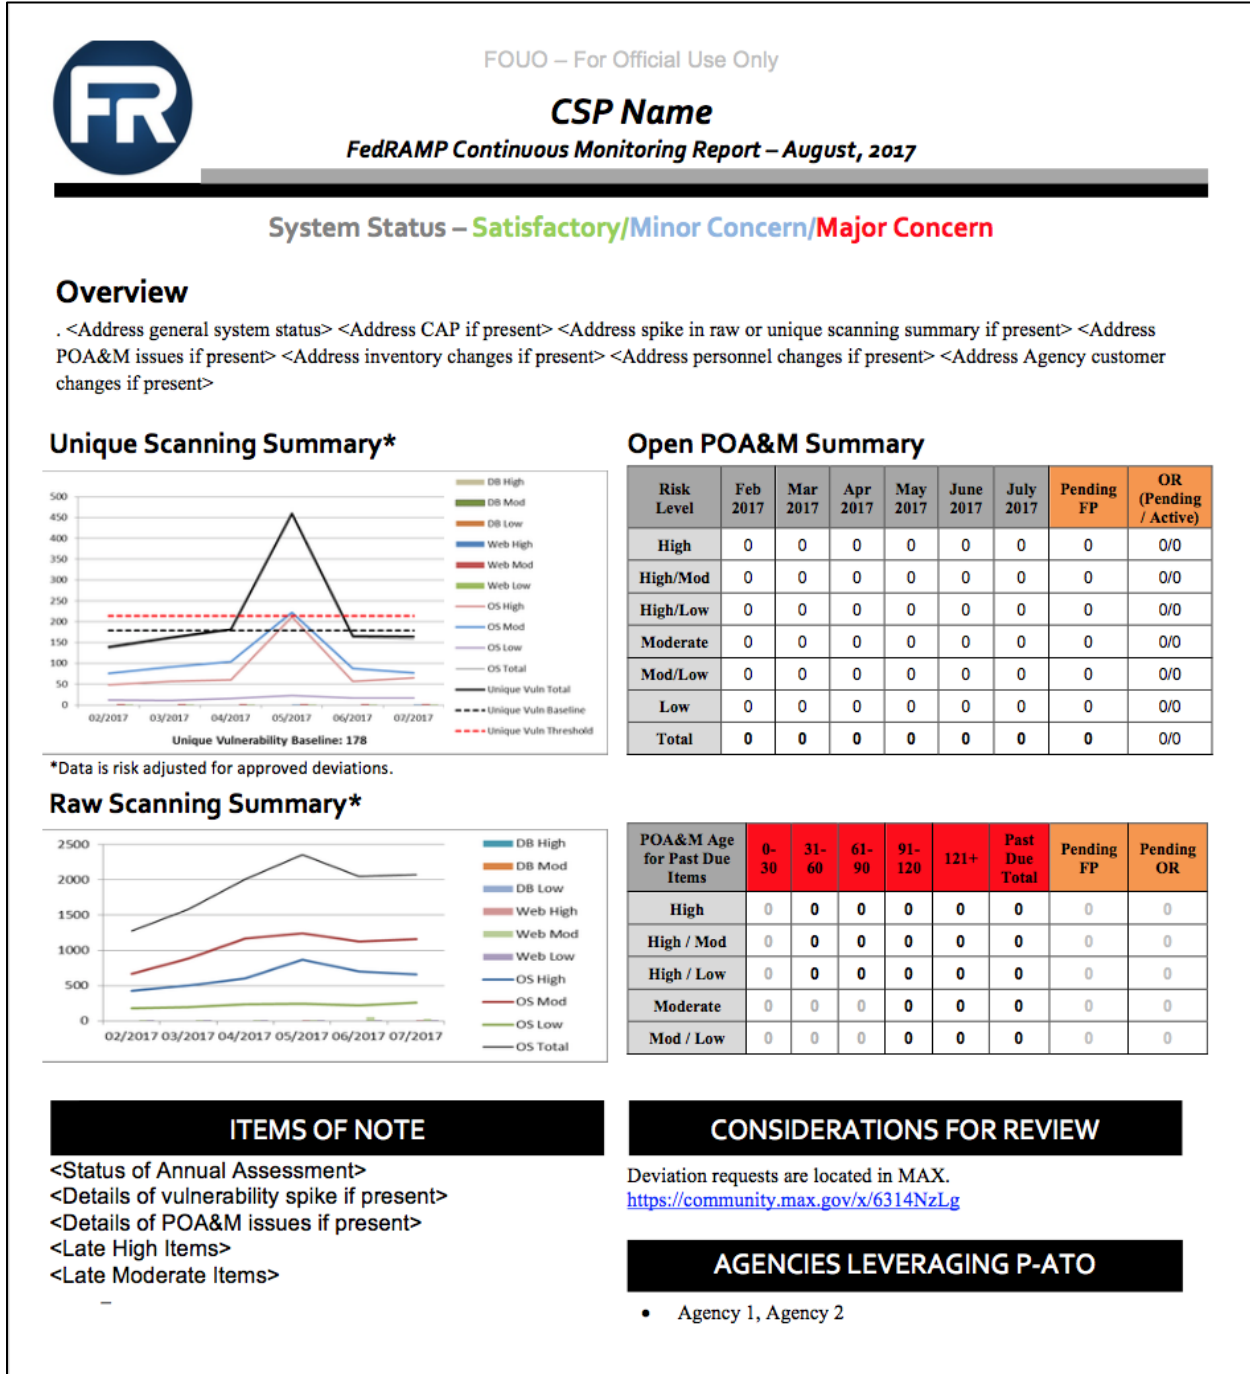 FR
FOUO – For Official Use Only
CSP Name
FedRAMP Continuous Monitoring Report – August, 2017
System Status – Satisfactory/Minor Concern/Major Concern
Overview
. <Address general system status> <Address CAP if present> <Address spike in raw or unique scanning summary if present> <Address
POA&M issues if present> <Address inventory changes if present> <Address personnel changes if present> <Address Agency customer
changes if present>
Unique Scanning Summary*
500
450
400
350
300
250
200
150
100
50
0
02/2017 03/2017 04/2017 05/2017 06/2017 07/2017
Unique Vulnerability Baseline: 178
DB High
DB Mod
DB Low
Web High
Web Mod
Web Low
OS High
OS Mod
OS Low
OS Total
Unique Vuln Total
Unique Vuln Baseline
Unique Vuln Threshold
*Data is risk adjusted for approved deviations.
Open POA&M Summary
Risk Level Feb 2017 Mar 2017 Apr 2017 May 2017 June 2017 July 2017 Pending FP OR (Pending / Active)
High 0 0 0 0 0 0 0 0/0
High/Mod 0 0 0 0 0 0 0 0/0
High/Low 0 0 0 0 0 0 0 0/0
Moderate 0 0 0 0 0 0 0 0/0
Mod/Low 0 0 0 0 0 0 0 0/0
Low 0 0 0 0 0 0 0 0/0
Total 0 0 0 0 0 0 0 0/0
Raw Scanning Summary*
2500
2000
1500
1000
500
0
02/2017 03/2017 04/2017 05/2017 06/2017 07/2017
DB High
DB Mod
DB Low
Web High
Web Mod
Web Low
OS High
OS Mod
OS Low
OS Total
POA&M Age for Past Due Items 0-30 31-60 61-90 91-120 121+ Past Due Total Pending FP Pending OR
High 0 0 0 0 0 0 0 0
High / Mod 0 0 0 0 0 0 0 0
High / Low 0 0 0 0 0 0 0 0
Moderate 0 0 0 0 0 0 0 0
Mod / Low 0 0 0 0 0 0 0 0
ITEMS OF NOTE
<Status of Annual Assessment>
<Details of vulnerability spike if present>
<Details of POA&M issues if present>
<Late High Items>
<Late Moderate Items>
–
CONSIDERATIONS FOR REVIEW
Deviation requests are located in MAX.
https://community.max.gov/x/6314NzLg
AGENCIES LEVERAGING P-ATO
• Agency 1, Agency 2